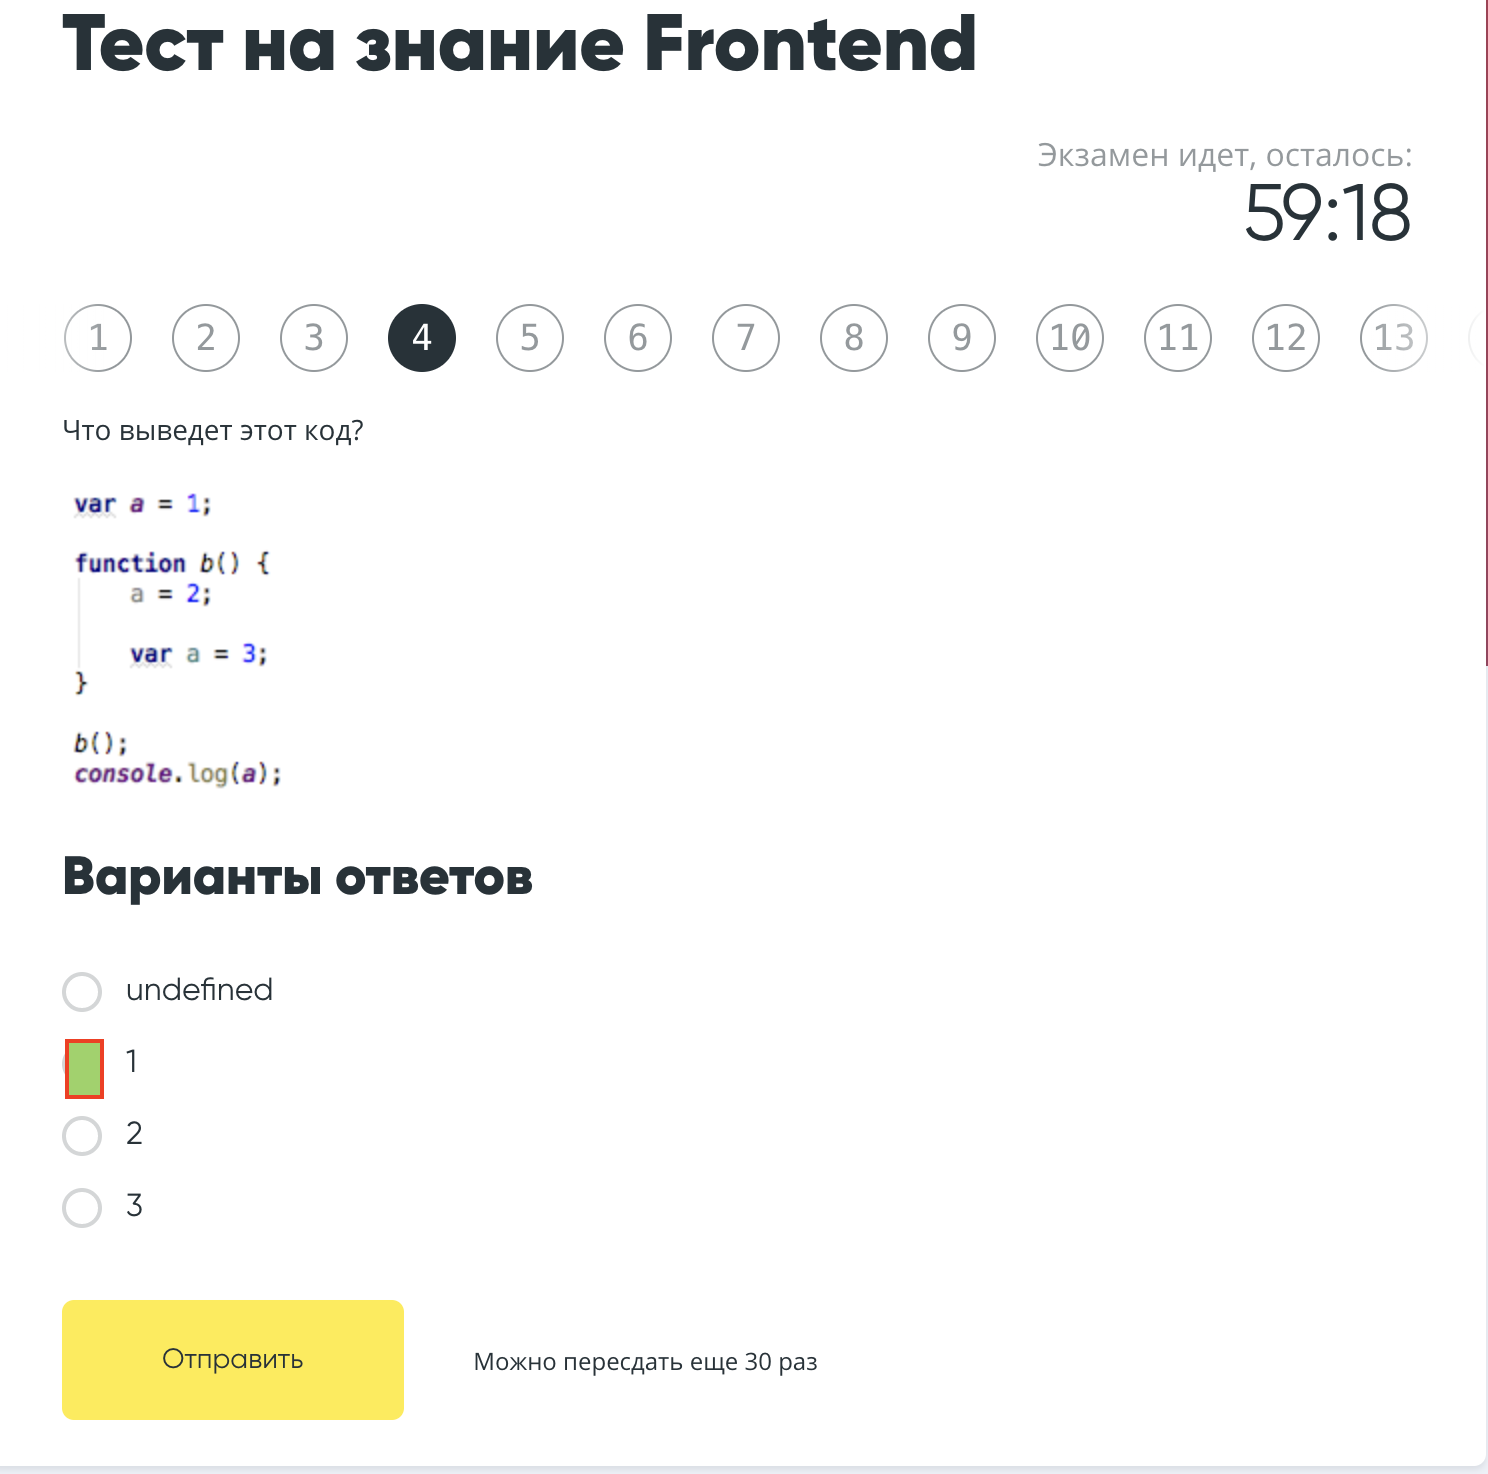 Тест на знание Frontend
Экзамен идет, осталось:
59:18
1 2 3 4 5 6 7 8 9 10 11 12 13
Что выведет этот код?
var a = 1;
function b() {
a = 2;
var a = 3;
}
b();
console.log(a);
Варианты ответов
undefined
1
2
3
Отправить
Можно пересдать еще 30 раз